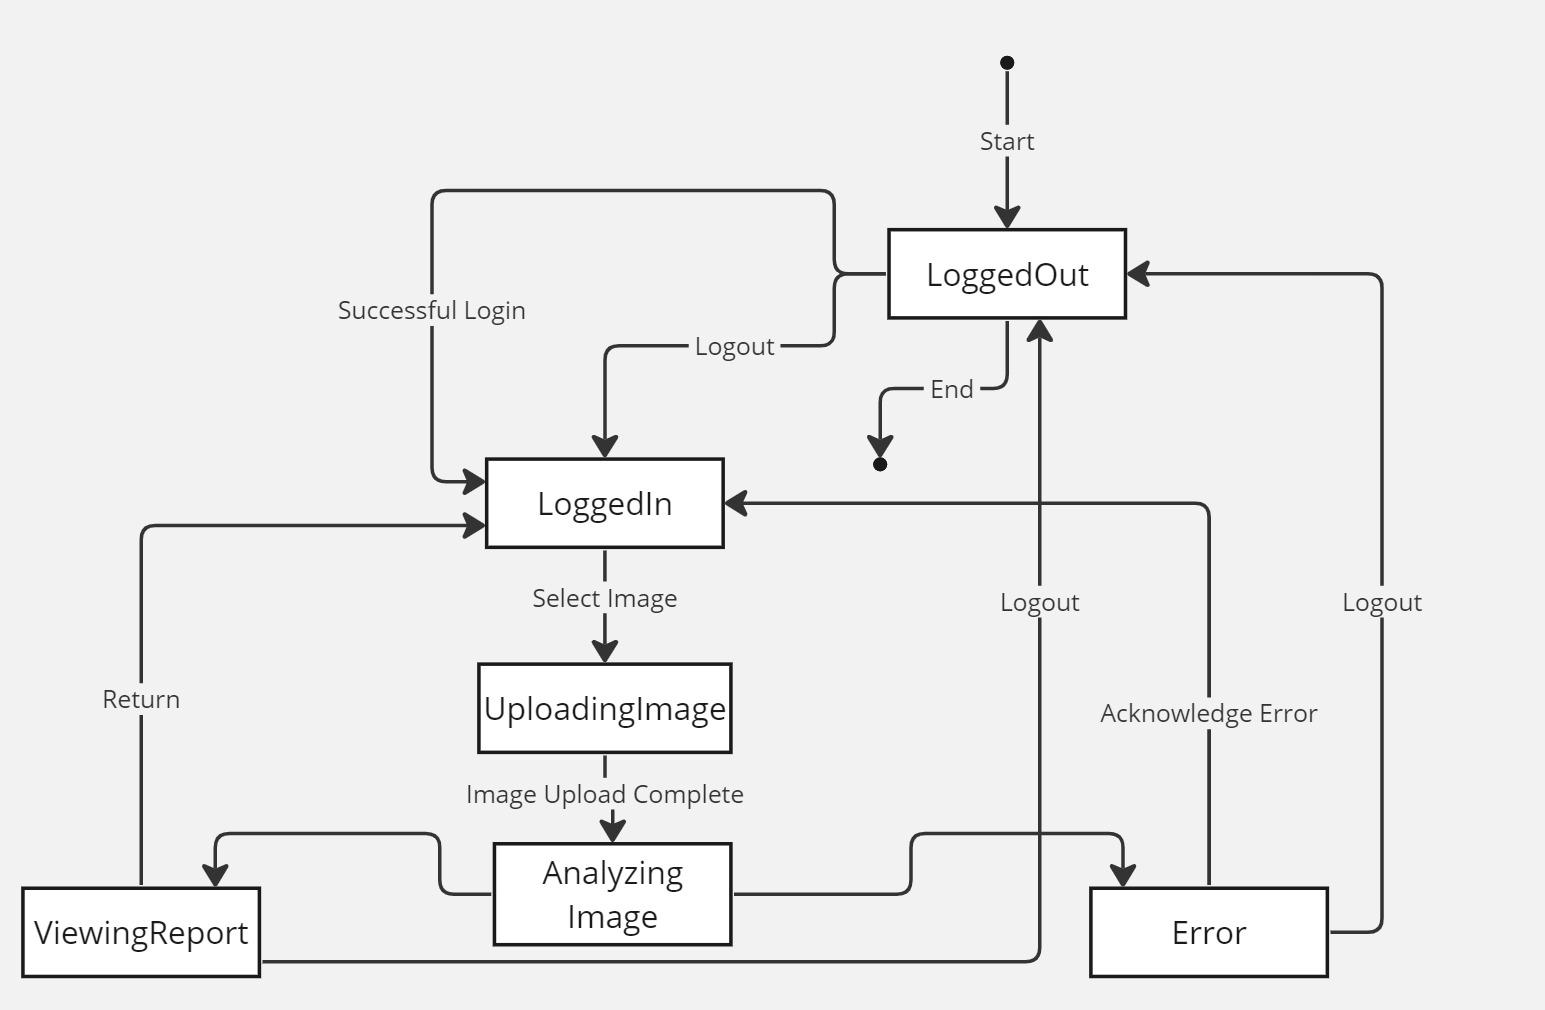 Start
LoggedOut
Successful Login
Logout
End
LoggedIn
Select Image
Logout
Logout
Return
UploadingImage
Acknowledge Error
Image Upload Complete
Analyzing
Image
ViewingReport
Error